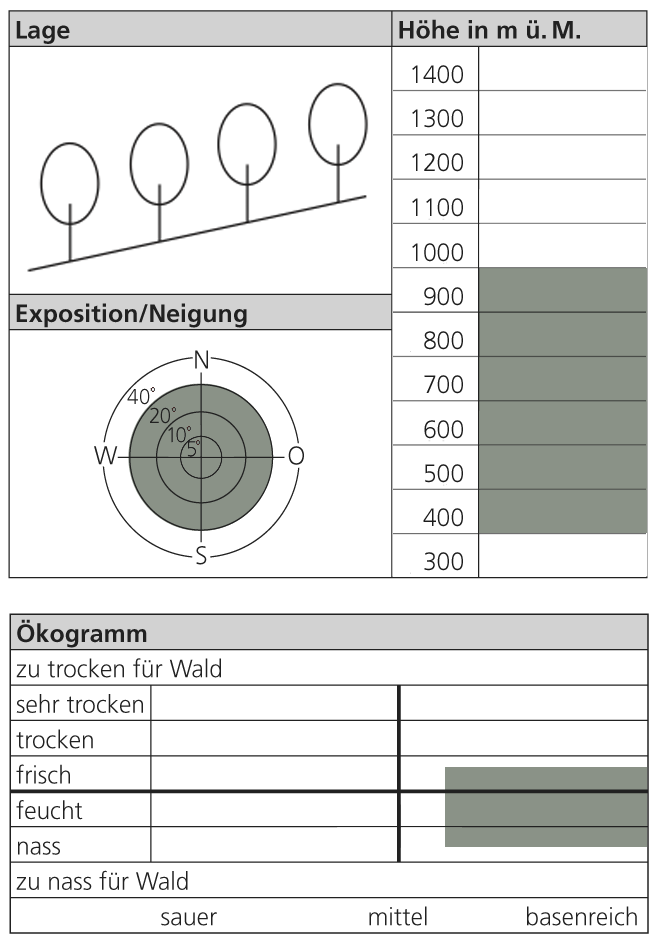 Lage
Höhe in m ü. M.
1400
1300
1200
1100
1000
900
800
700
600
500
400
300
Exposition/Neigung
N
40°
20°
10°
5°
W
O
S
Ökogramm
zu trocken für Wald
sehr trocken
trocken
frisch
feucht
nass
zu nass für Wald
sauer mittel basenreich